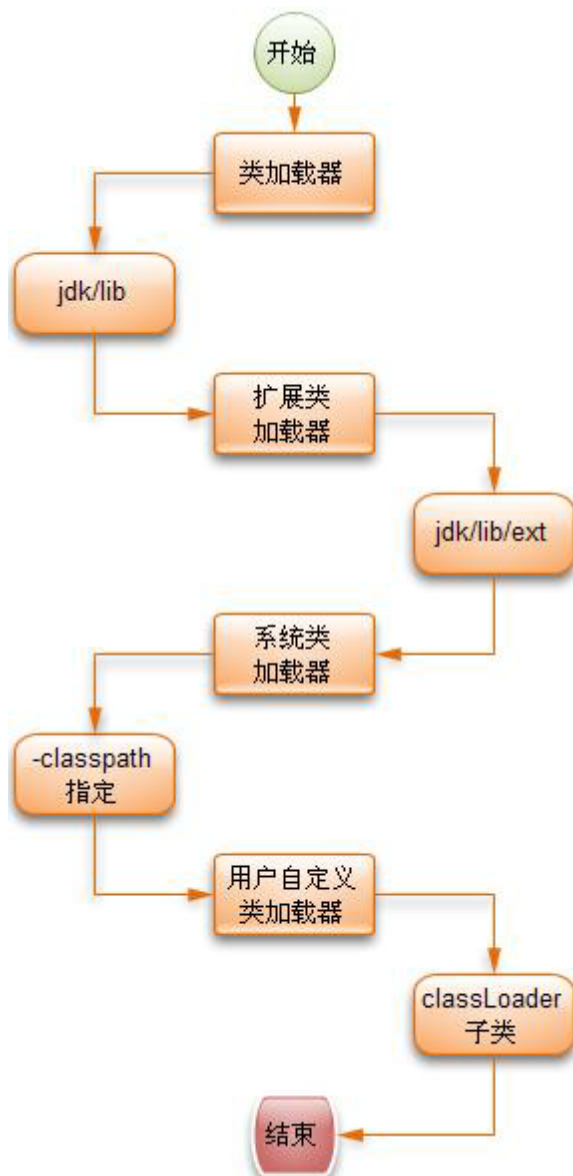 开始
类加载器
jdk/lib
扩展类
加载器
jdk/lib/ext
系统类
加载器
-classpath
指定
用户自定义
类加载器
classLoader
子类
结束